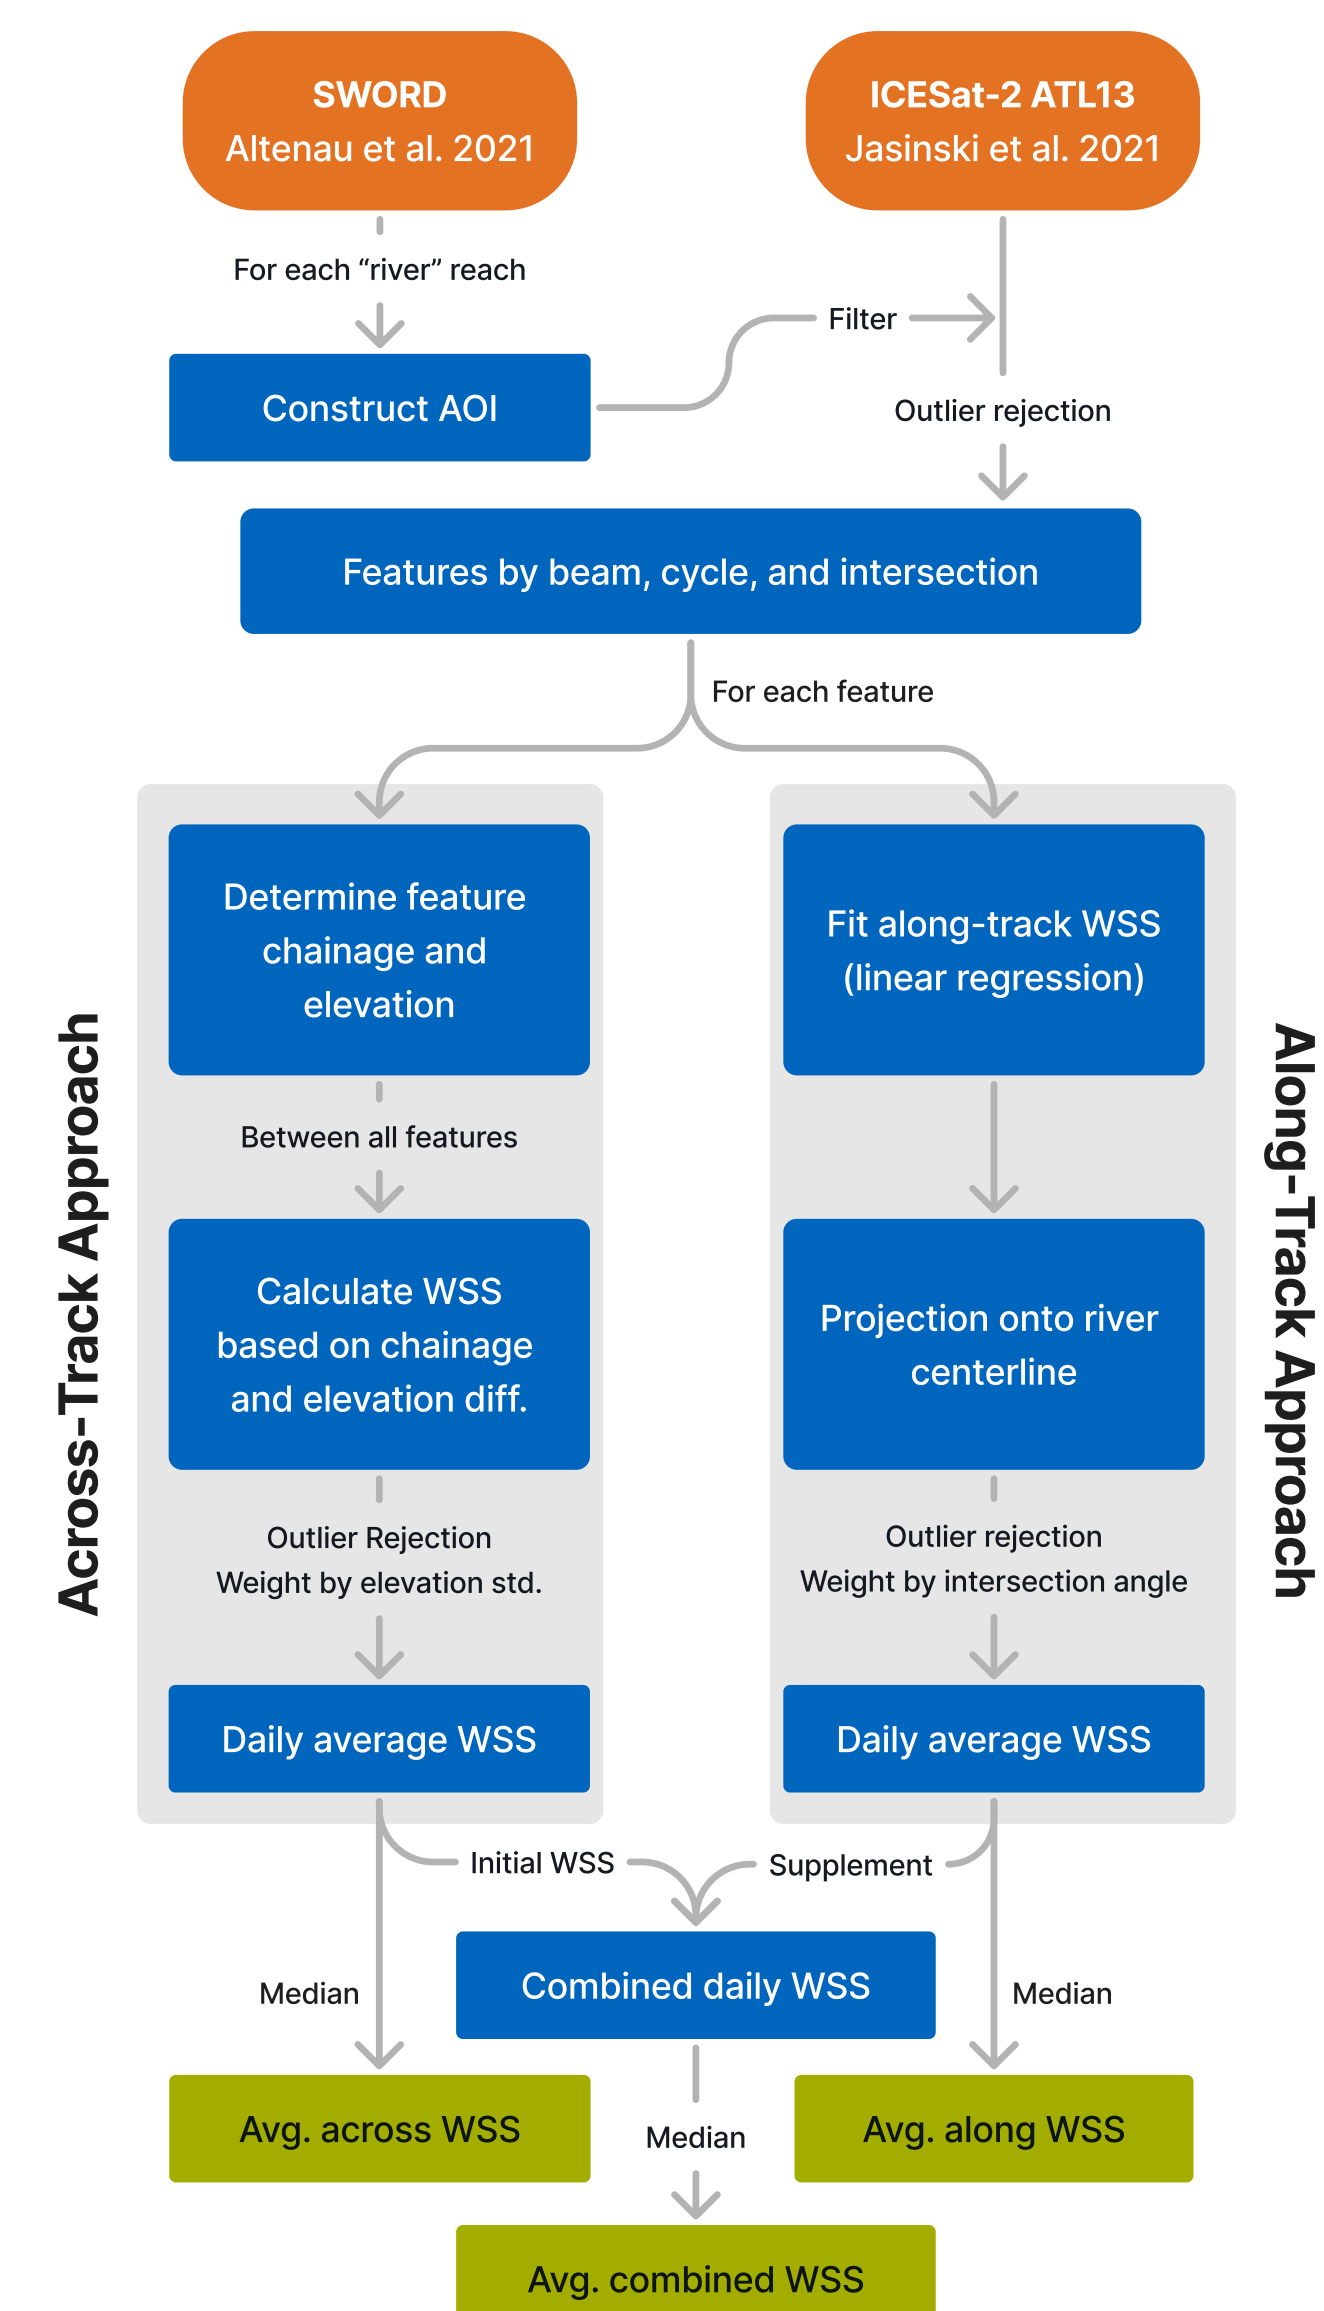 SWORD
Altenau et al. 2021
ICESat-2 ATL13
Jasinski et al. 2021
For each “river” reach
Filter
Construct AOI
Outlier rejection
Features by beam, cycle, and intersection
For each feature
Across-Track Approach
Determine feature
chainage and
elevation
Between all features
Calculate WSS
based on chainage
and elevation diff.
Outlier Rejection
Weight by elevation std.
Daily average WSS
Along-Track Approach
Fit along-track WSS
(linear regression)
Projection onto river
centerline
Outlier rejection
Weight by intersection angle
Daily average WSS
Initial WSS
Supplement
Combined daily WSS
Median
Median
Avg. across WSS
Median
Avg. along WSS
Avg. combined WSS